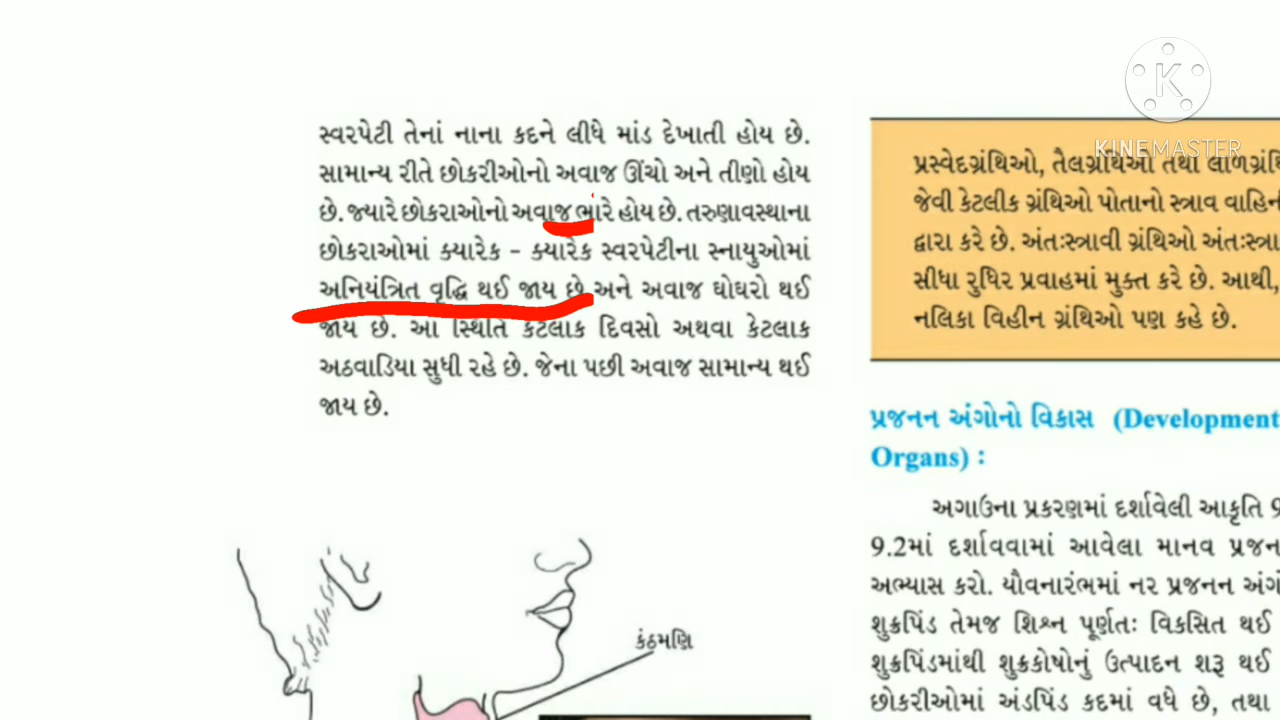 સ્વરપેટી તેનાં નાના કદને લીધે માંડ દેખાતી હોય છે.
સામાન્ય રીતે છોકરીઓનો અવાજ ઊંચો અને તીણો હોય
છે. જ્યારે છોકરાઓનો અવાજ ભારે હોય છે. તરુણાવસ્થાના
છોકરાઓમાં ક્યારેક – ક્યારેક સ્વરપેટીના સ્નાયુઓમાં
અનિયંત્રિત વૃદ્ધિ થઈ જાય છે અને અવાજ ઘોઘરો થઈ
જાય છે. આ સ્થિતિ કેટલાક દિવસો અથવા કેટલાક
અઠવાડિયા સુધી રહે છે. જેના પછી અવાજ સામાન્ય થઈ
જાય છે.
કંઠમણિ
KINEMASTER
પ્રસ્વેદગ્રંથિઓ, તૈલગ્રંથિઓ તથા
જેવી કેટલીક ગ્રંથિઓ પોતાનો સ્ત્રાવ
દ્વારા કરે છે. અંતઃસ્ત્રાવી ગ્રંથિઓ
સીધા રુધિર પ્રવાહમાં મુક્ત કરે છે. આથી,
નલિકા વિહીન ગ્રંથિઓ પણ કહે છે.
પ્રજનન અંગોનો વિકાસ (Development
Organs) :
અગાઉના પ્રકરણમાં દર્શાવેલી આકૃતિ
9.2માં દર્શાવવામાં આવેલા માનવ
અભ્યાસ કરો. યૌવનારંભમાં નર પ્રજનન
શુક્રપિંડ તેમજ શિશ્ન પૂર્ણતઃ વિકસિત થઈ
શુક્રપિંડમાંથી શુક્રકોષોનું ઉત્પાદન શરૂ થઈ
છોકરીઓમાં અંડપિંડ કદમાં વધે છે, તથા